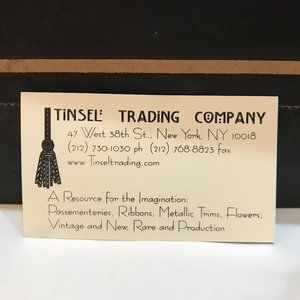 TINSEL TRADING COMPANY
47 West 38th St., New York, NY 10018
(212) 730-1030 ph (212) 768-8823 fax
www.Tinseltrading.com
A Resource for the Imagination:
Passementeries, Ribbons, Metallic Trims, Flowers;
Vintage and New, Rare and Production